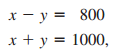 x − y = 800
x + y = 1000,